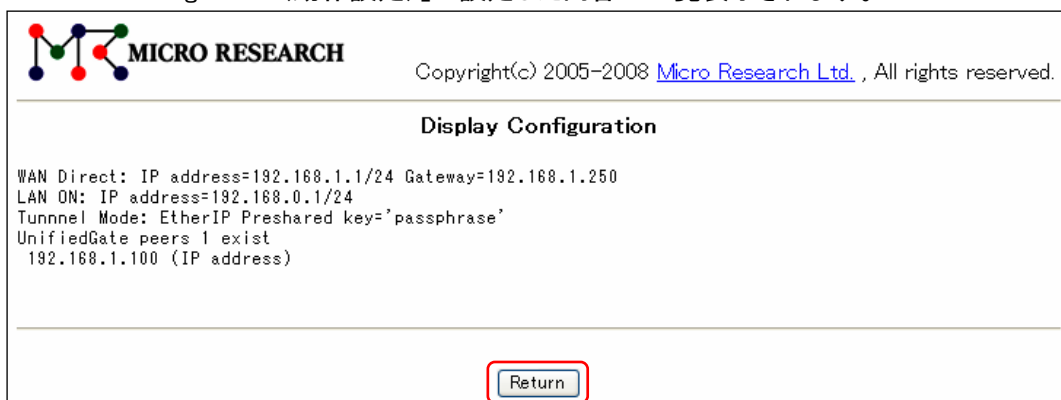 MICRO RESEARCH
Copyright(c) 2005-2008 Micro Research Ltd. , All rights reserved.
Display Configuration
WAN Direct: IP address=192.168.1.1/24 Gateway=192.168.1.250
LAN ON: IP address=192.168.0.1/24
Tunnnel Mode: EtherIP Preshared key='passphrase'
UnifiedGate peers 1 exist
192.168.1.100 (IP address)
Return